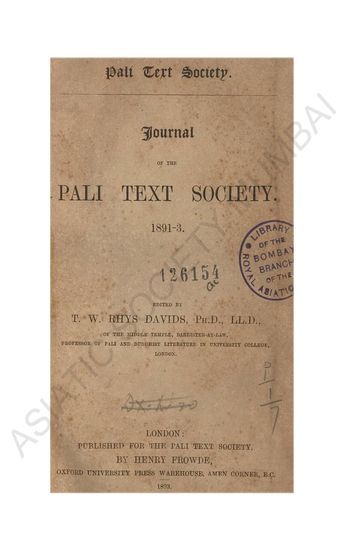 Pali Text Society.
Journal
OF THE
PALI TEXT SOCIETY.
1891-3.
LIBRARY
OF THE
BOMBAY
BRANCH
OF THE
ROYAL ASIATIC
126154
EDITED BY
T. W. RHYS DAVIDS, PH.D., LL.D.,
OF THE MIDDLE TEMPLE, BARRISTER-AT-LAW,
PROFESSOR OF PALI AND BUDDHIST LITERATURE IN UNIVERSITY COLLEGE,
LONDON.
LONDON:
PUBLISHED FOR THE PALI TEXT SOCIETY,
BY HENRY FROWDE,
OXFORD UNIVERSITY PRESS WAREHOUSE, AMEN CORNER, E.C.
1893.
ASIATIC SOCIETY MUMBAI